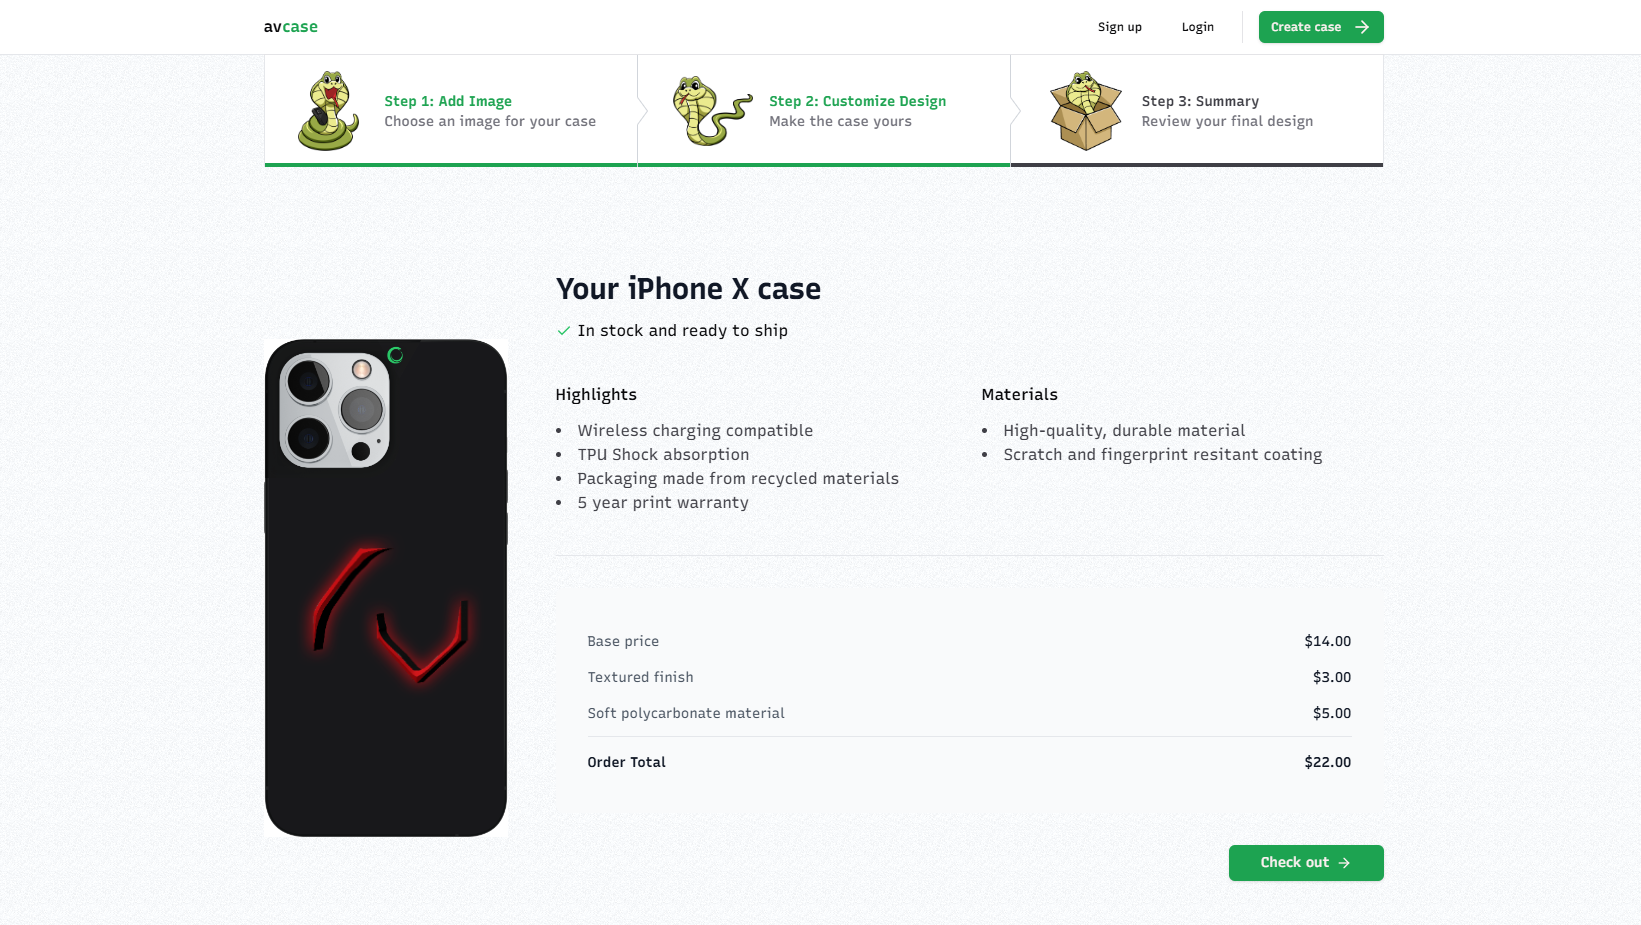 avcase
Sign up
Login
Create case
Step 1: Add Image
Choose an image for your case
Step 2: Customize Design
Make the case yours
Step 3: Summary
Review your final design
Your iPhone X case
In stock and ready to ship
Highlights
Wireless charging compatible
TPU Shock absorption
Packaging made from recycled materials
5 year print warranty
Materials
High-quality, durable material
Scratch and fingerprint resitant coating
Base price $14.00
Textured finish $3.00
Soft polycarbonate material $5.00
Order Total $22.00
Check out